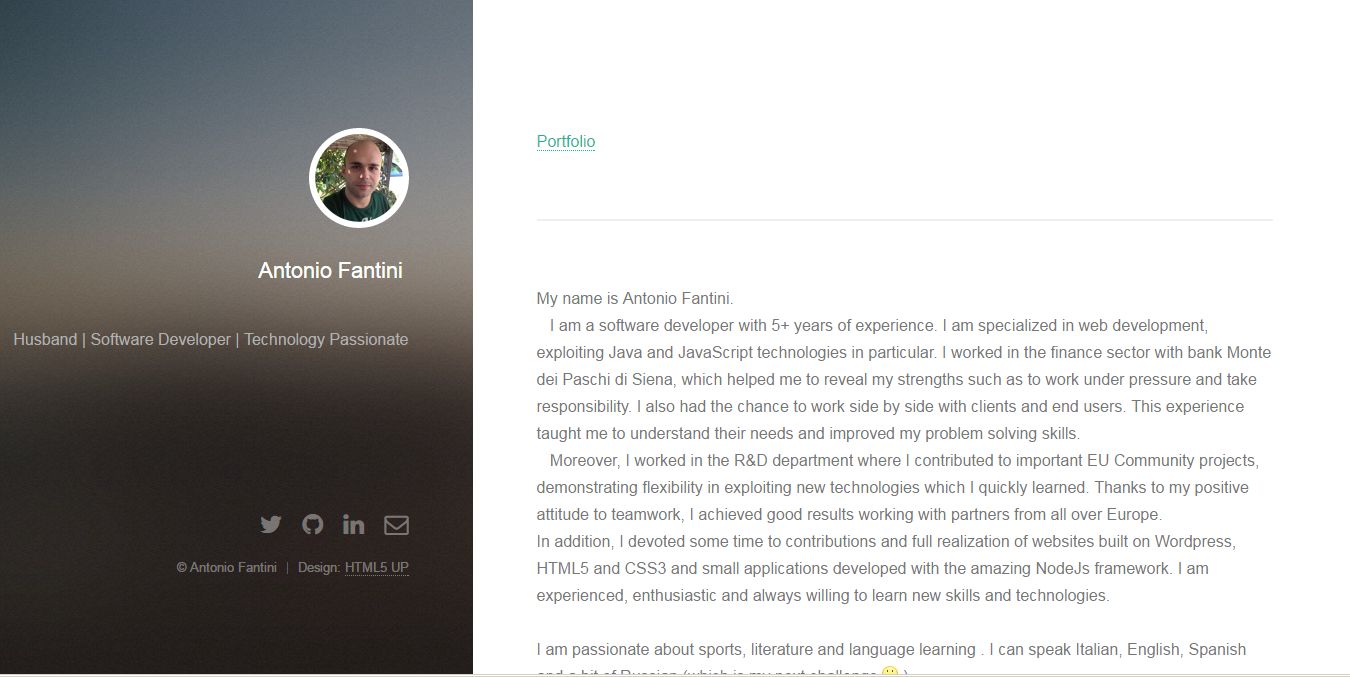 Antonio Fantini
Husband | Software Developer | Technology Passionate
© Antonio Fantini | Design: HTML5 UP
Portfolio
My name is Antonio Fantini.
I am a software developer with 5+ years of experience. I am specialized in web development,
exploiting Java and JavaScript technologies in particular. I worked in the finance sector with bank Monte
dei Paschi di Siena, which helped me to reveal my strengths such as to work under pressure and take
responsibility. I also had the chance to work side by side with clients and end users. This experience
taught me to understand their needs and improved my problem solving skills.
Moreover, I worked in the R&D department where I contributed to important EU Community projects,
demonstrating flexibility in exploiting new technologies which I quickly learned. Thanks to my positive
attitude to teamwork, I achieved good results working with partners from all over Europe.
In addition, I devoted some time to contributions and full realization of websites built on Wordpress,
HTML5 and CSS3 and small applications developed with the amazing NodeJs framework. I am
experienced, enthusiastic and always willing to learn new skills and technologies.
I am passionate about sports, literature and language learning . I can speak Italian, English, Spanish
and a bit of Russian (which is my next challenge 🙂 )